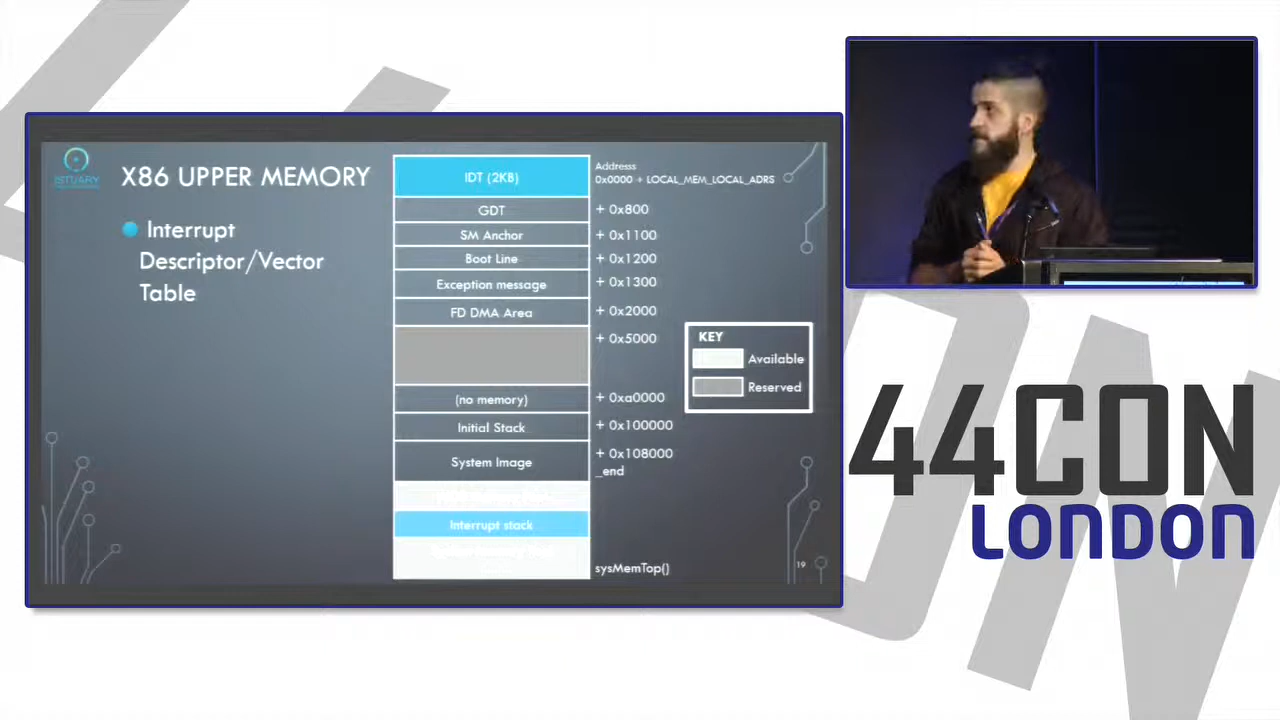 ISTUARY
X86 UPPER MEMORY
Interrupt
Descriptor/Vector
Table
IDT (2KB)
Addresss
0x0000 + LOCAL_MEM_LOCAL_ADRS
GDT
+ 0x800
SM Anchor
+ 0x1100
Boot Line
+ 0x1200
Exception message
+ 0x1300
FD DMA Area
+ 0x2000
+ 0x5000
(no memory)
+ 0xa0000
Initial Stack
+ 0x100000
System Image
+ 0x108000
_end
Interrupt stack
sysMemTop()
KEY
Available
Reserved
19
44CON
LONDON